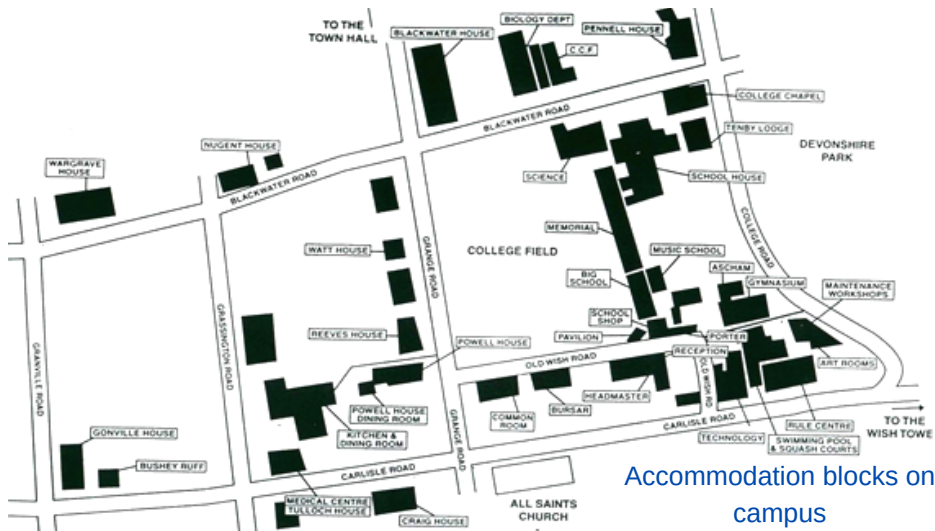 TO THE
TOWN HALL
BLACKWATER HOUSE
BIOLOGY DEPT
C.C.F
PENNELL HOUSE
COLLEGE CHAPEL
BLACKWATER ROAD
TENBY LODGE
DEVONSHIRE
PARK
NUGENT HOUSE
WARGRAVE
HOUSE
SCIENCE
SCHOOL HOUSE
BLACKWATER ROAD
MEMORIAL
COLLEGE ROAD
WATT HOUSE
GRANGE ROAD
COLLEGE FIELD
MUSIC SCHOOL
BIG
SCHOOL
ASCHAM
GYMNASIUM
MAINTENANCE
WORKSHOPS
SCHOOL
SHOP
GRASSINGTON ROAD
REEVES HOUSE
POWELL HOUSE
PAVILION
PORTER
RECEPTION
OLD WISH ROAD
OLD WISH RD
ART ROOMS
GRANVILLE ROAD
POWELL HOUSE
DINING ROOM
HEADMASTER
BURSAR
COMMON
ROOM
GRANGE ROAD
CARLISLE ROAD
TO THE
WISH TOWE
RULE CENTRE
KITCHEN &
DINING ROOM
GONVILLE HOUSE
BUSHEY RUFF
TECHNOLOGY
SWIMMING POOL
& SQUASH COURTS
CARLISLE ROAD
MEDICAL CENTRE
TULLOCH HOUSE
CRAIG HOUSE
ALL SAINTS
CHURCH
Accommodation blocks on
campus